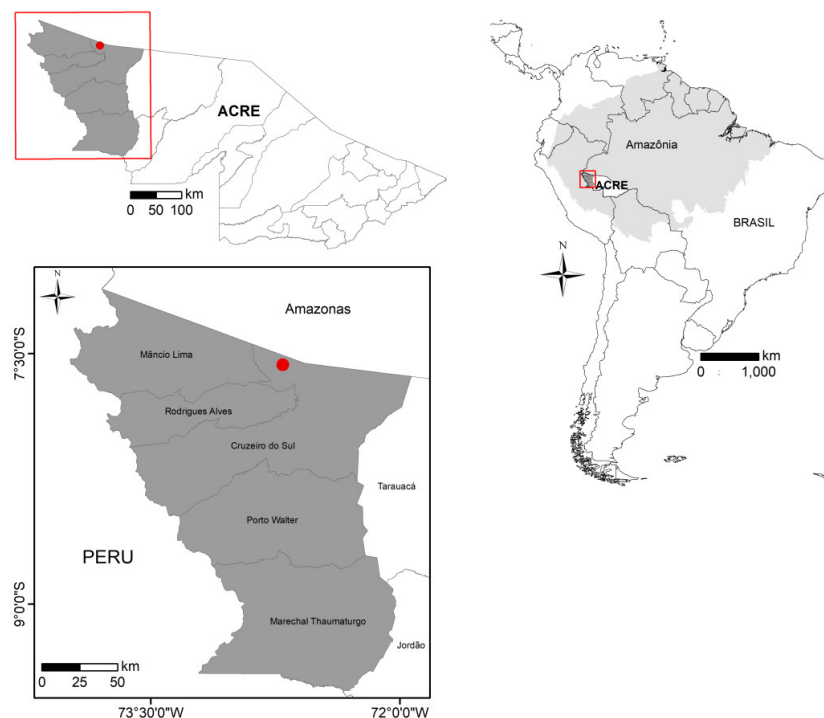 ACRE
km
0 50 100
Amazônia
ACRE
BRASIL
N
km
0 1,000
N
Amazonas
7°30'0"S
Mâncio Lima
Rodrigues Alves
Cruzeiro do Sul
Tarauacá
Porto Walter
PERU
9°0'0"S
Marechal Thaumaturgo
Jordão
km
0 25 50
73°30'0"W 72°0'0"W